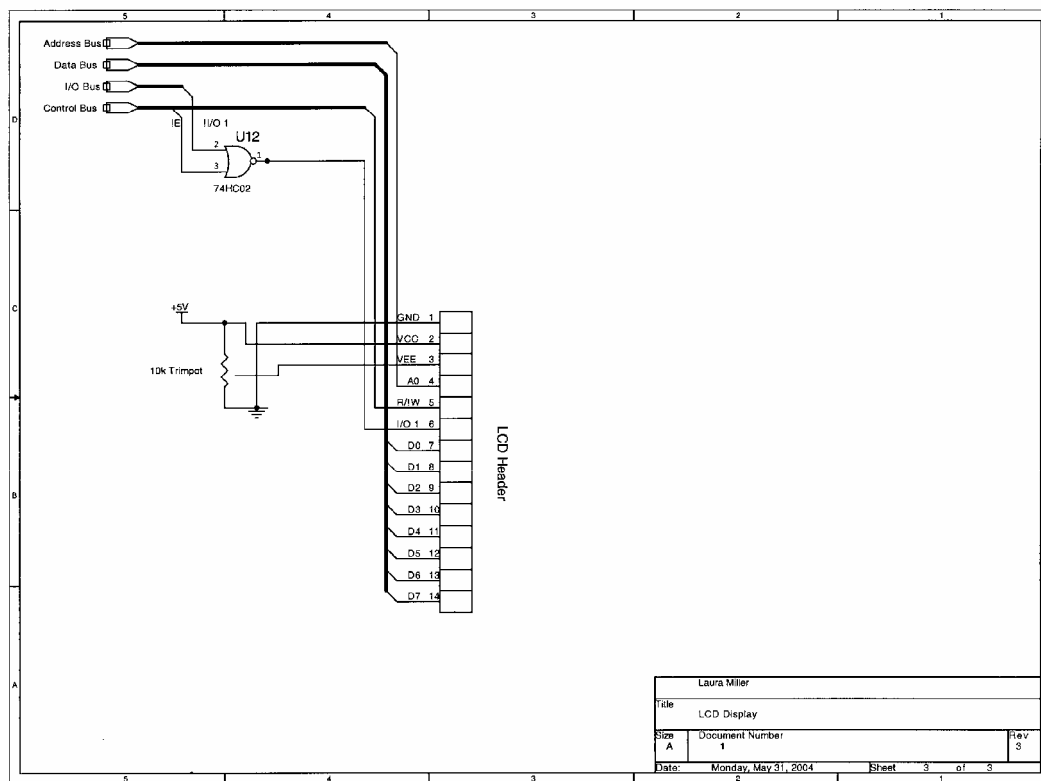 5 4 3 2 1
Address Bus
Data Bus
I/O Bus
Control Bus
D
!E !I/O 1
U12
2
1
3
74HC02
C
+5V
GND 1
VCC 2
VEE 3
10k Trimpot
A0 4
R/!W 5
I/O 1 6
D0 7
D1 8
LCD Header
B
D2 9
D3 10
D4 11
D5 12
D6 13
D7 14
A
Laura Miller
Title
LCD Display
Size Document Number Rev
A 1 3
Date: Monday, May 31, 2004 Sheet 3 of 3
5 4 3 2 1